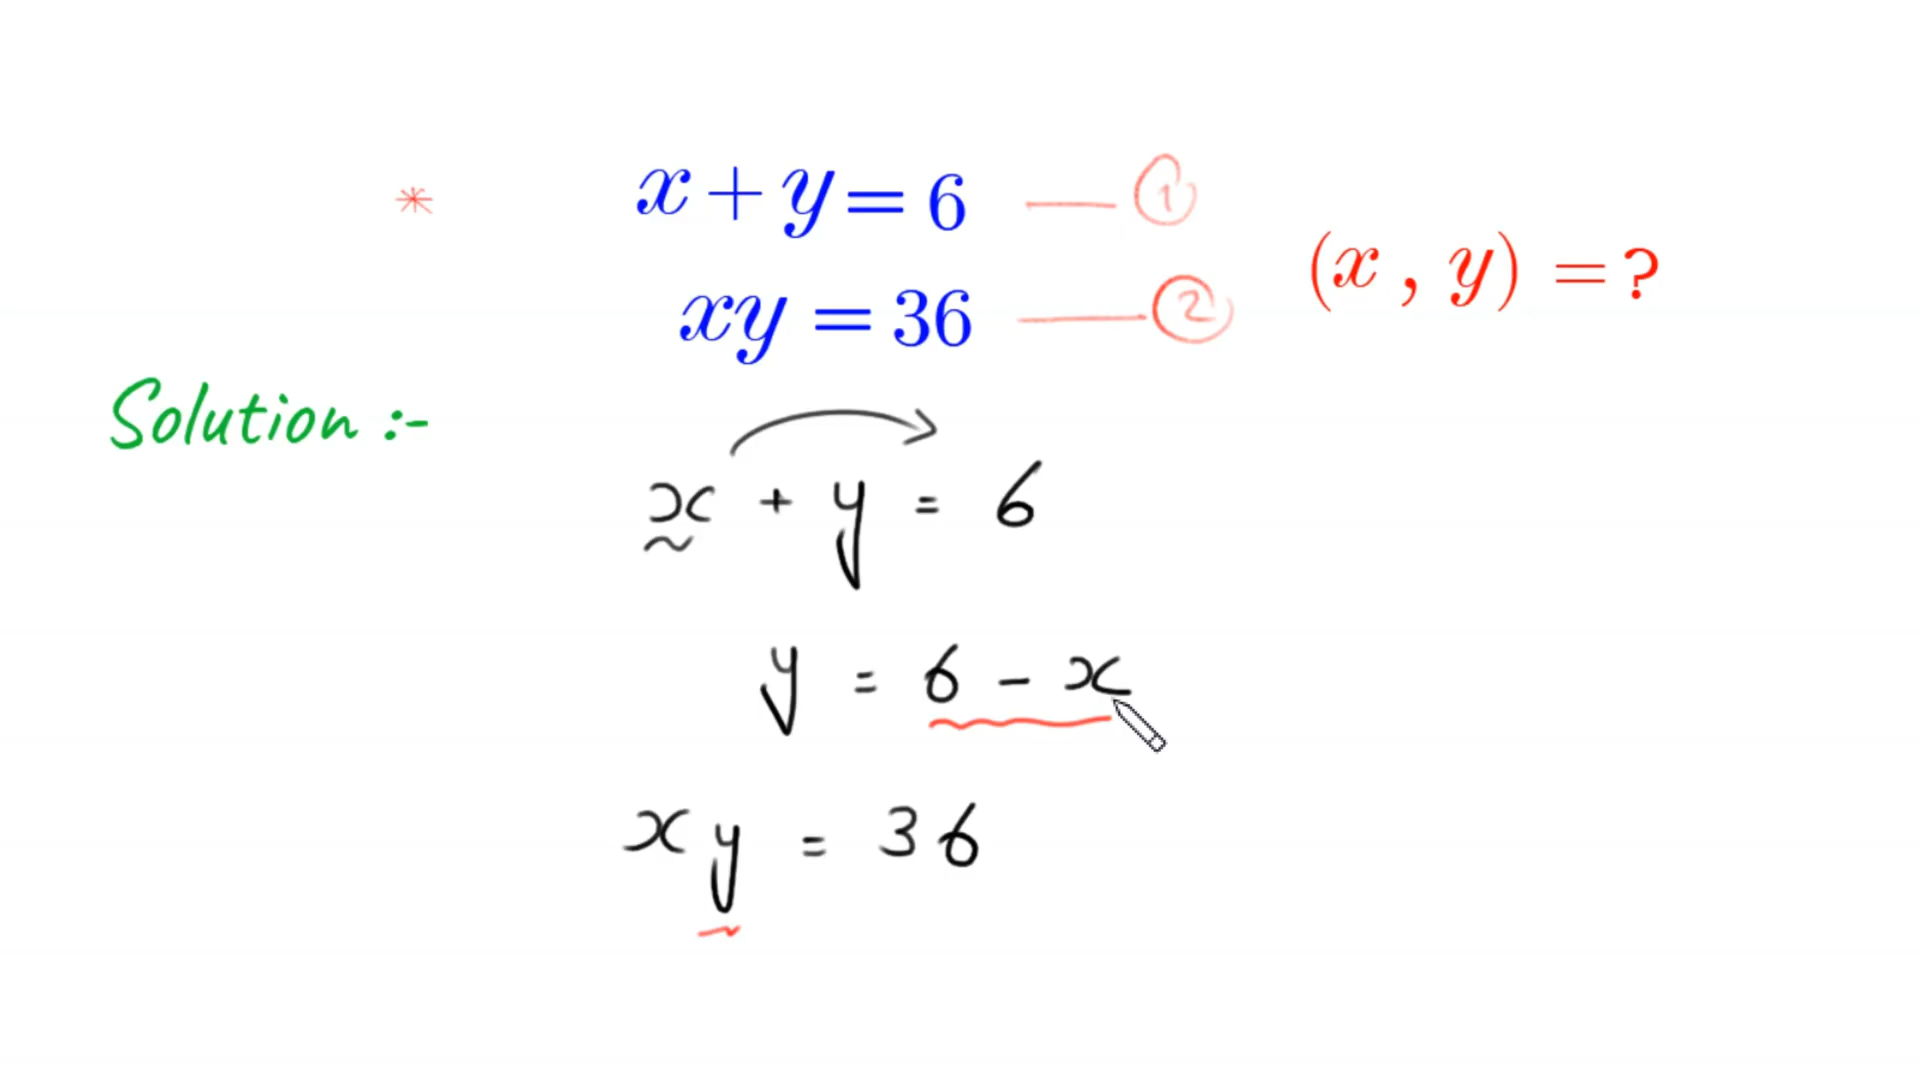 * x + y = 6 — ①
xy = 36 — ②
(x , y) = ?
Solution :-
x + y = 6
y = 6 - x
xy = 36